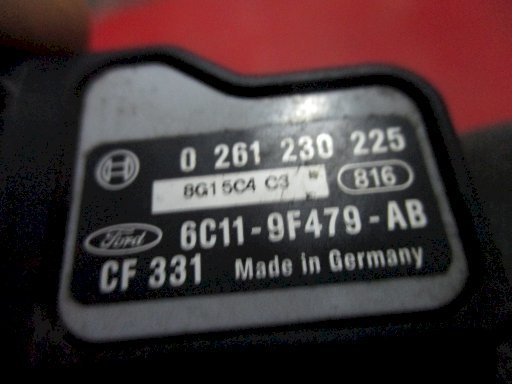 0 261 230 225
8G15C4 C3 816
Ford 6C11-9F479-AB
CF 331 Made in Germany